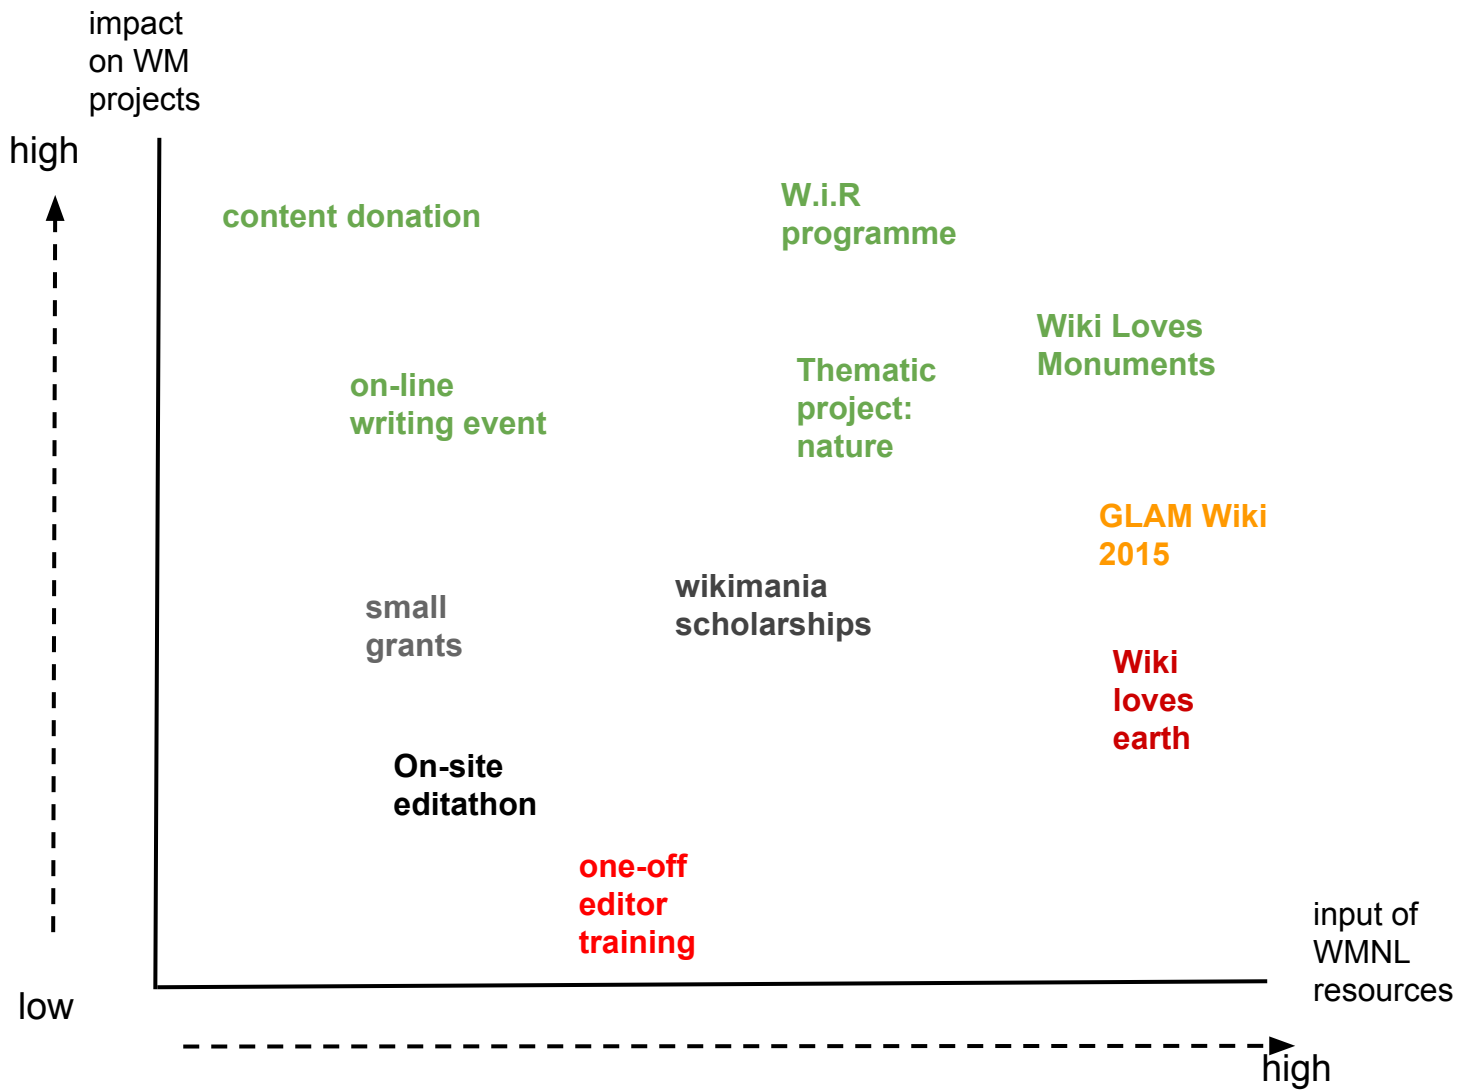 impact
on WM
projects
high
content donation
W.i.R
programme
Wiki Loves
Monuments
Thematic
project:
nature
on-line
writing event
GLAM Wiki
2015
wikimania
scholarships
small
grants
Wiki
loves
earth
On-site
editathon
one-off
editor
training
input of
WMNL
resources
low
high